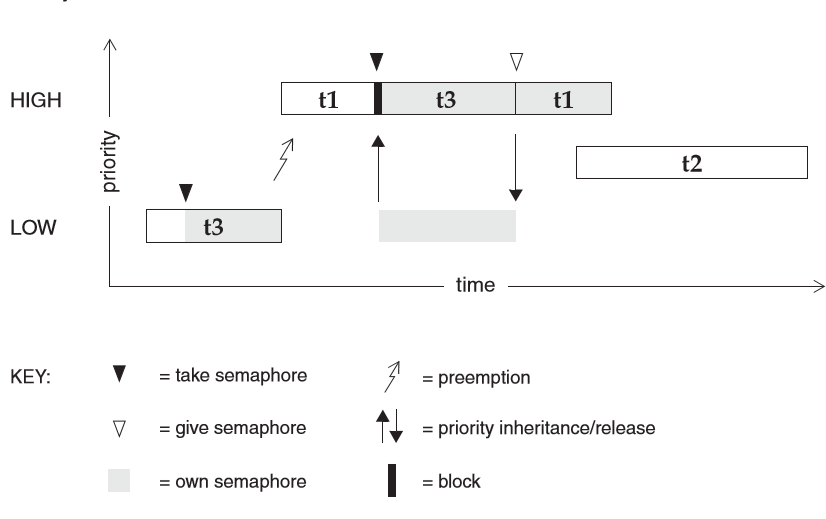 HIGH
t1
t3
t1
priority
t2
LOW
t3
time
KEY:
= take semaphore
= preemption
= give semaphore
= priority inheritance/release
= own semaphore
= block